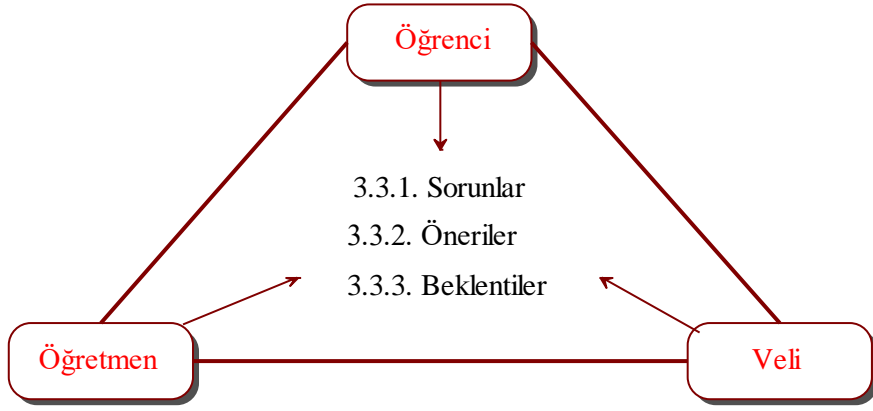 Öğrenci
3.3.1. Sorunlar
3.3.2. Öneriler
3.3.3. Beklentiler
Öğretmen
Veli